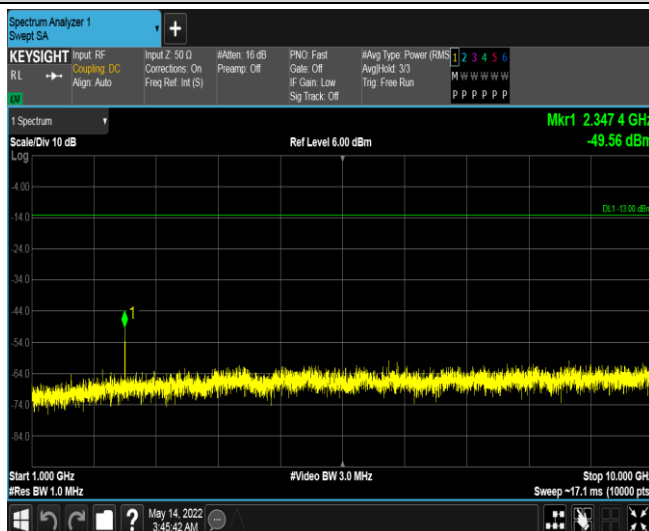 Spectrum Analyzer 1
Swept SA
KEYSIGHT
RL
Input: RF
Coupling: DC
Align: Auto
Input Z: 50 Ω
Corrections: On
Freq Ref: Int (S)
#Atten: 16 dB
Preamp: Off
PNO: Fast
Gate: Off
IF Gain: Low
Sig Track: Off
#Avg Type: Power (RMS
Avg|Hold: 3/3
Trig: Free Run
1 2 3 4 5 6
M W W W W W
P P P P P P
1 Spectrum
Scale/Div 10 dB
Log
Ref Level 6.00 dBm
Mkr1 2.347 4 GHz
-49.56 dBm
-4.00
-14.0
-24.0
-34.0
-44.0
-54.0
-64.0
-74.0
-84.0
DL1 -13.00 dBm
1
Start 1.000 GHz
#Res BW 1.0 MHz
#Video BW 3.0 MHz
Stop 10.000 GHz
Sweep ~17.1 ms (10000 pts
?
May 14, 2022
3:45:42 AM